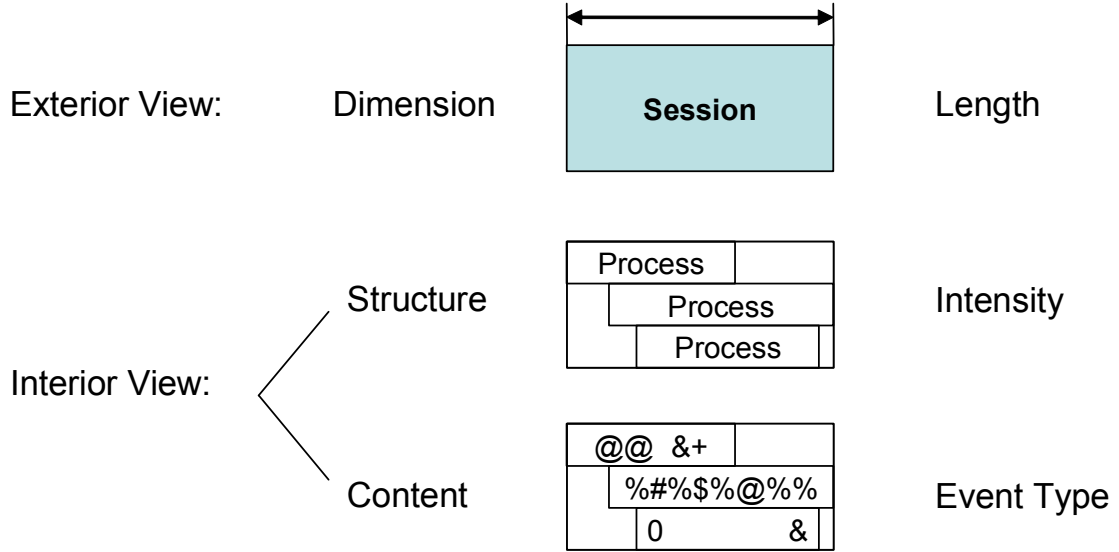 Exterior View: Dimension Session Length
Process
Structure Process Intensity
Process
Interior View:
@@ &+
%#%$%@%%
Content Event Type
0 &